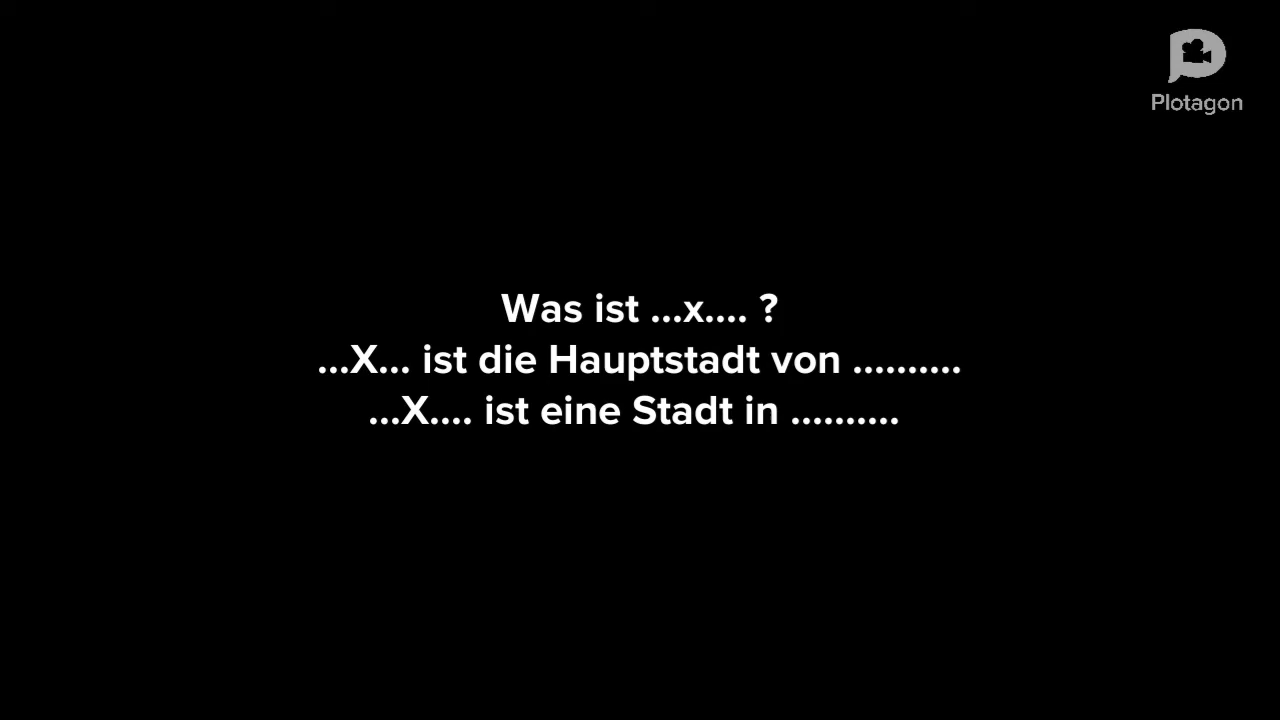 Plotagon
Was ist ...x.... ?
...X... ist die Hauptstadt von ..........
...X.... ist eine Stadt in ..........